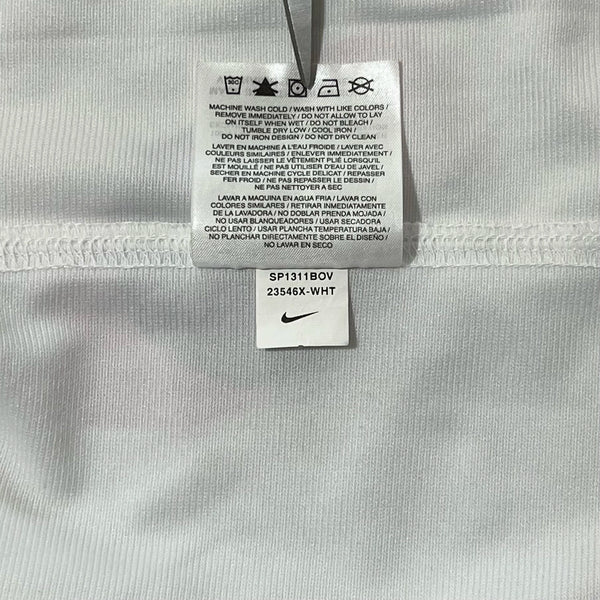 30C
MACHINE WASH COLD / WASH WITH LIKE COLORS /
REMOVE IMMEDIATELY / DO NOT ALLOW TO LAY
ON ITSELF WHEN WET / DO NOT BLEACH /
TUMBLE DRY LOW / COOL IRON /
DO NOT IRON DESIGN / DO NOT DRY CLEAN
LAVER EN MACHINE A L'EAU FROIDE / LAVER AVEC
COULEURS SIMILAIRES / ENLEVER IMMEDIATEMENT /
NE PAS LAISSER LE VÊTEMENT PLIÉ LORSQU'IL
EST MOUILLÉ / NE PAS UTILISER D'EAU DE JAVEL /
SECHER EN MACHINE CYCLE DELICAT / REPASSER
FER FROID / NE PAS REPASSER LE DESSIN /
NE PAS NETTOYER A SEC
LAVAR A MAQUINA EN AGUA FRIA / LAVAR CON
COLORES SIMILARES / RETIRAR INMEDIATAMENTE
DE LA LAVADORA / NO DOBLAR PRENDA MOJADA /
NO USAR BLANQUEADORES / USAR SECADORA
CICLO LENTO / USAR PLANCHA TEMPERATURA BAJA /
NO PLANCHAR DIRECTAMENTE SOBRE EL DISEÑO /
NO LAVAR EN SECO
SP1311BOV
23546X-WHT